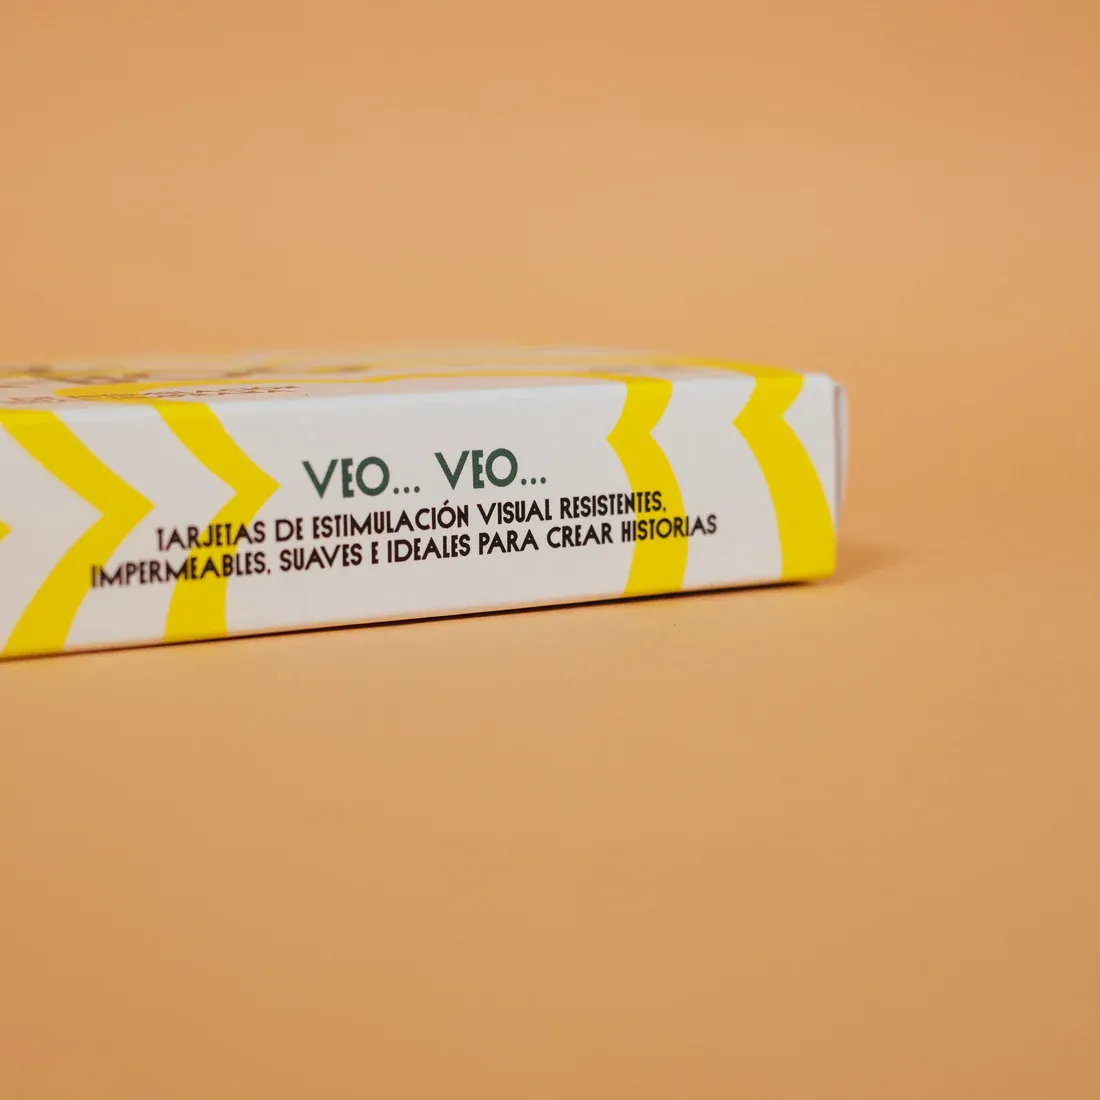 VEO... VEO...
TARJETAS DE ESTIMULACIÓN VISUAL RESISTENTES,
IMPERMEABLES, SUAVES E IDEALES PARA CREAR HISTORIAS